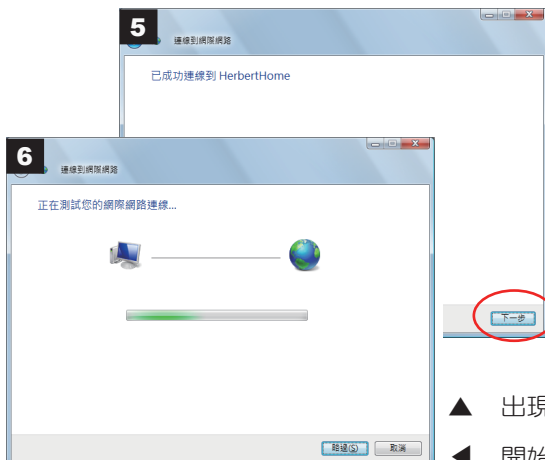 5
連線到網際網路
已成功連線到 HerbertHome
下一步
6
連線到網際網路
正在測試您的網際網路連線...
略過(S) 取消
▲ 出現
◀ 開始